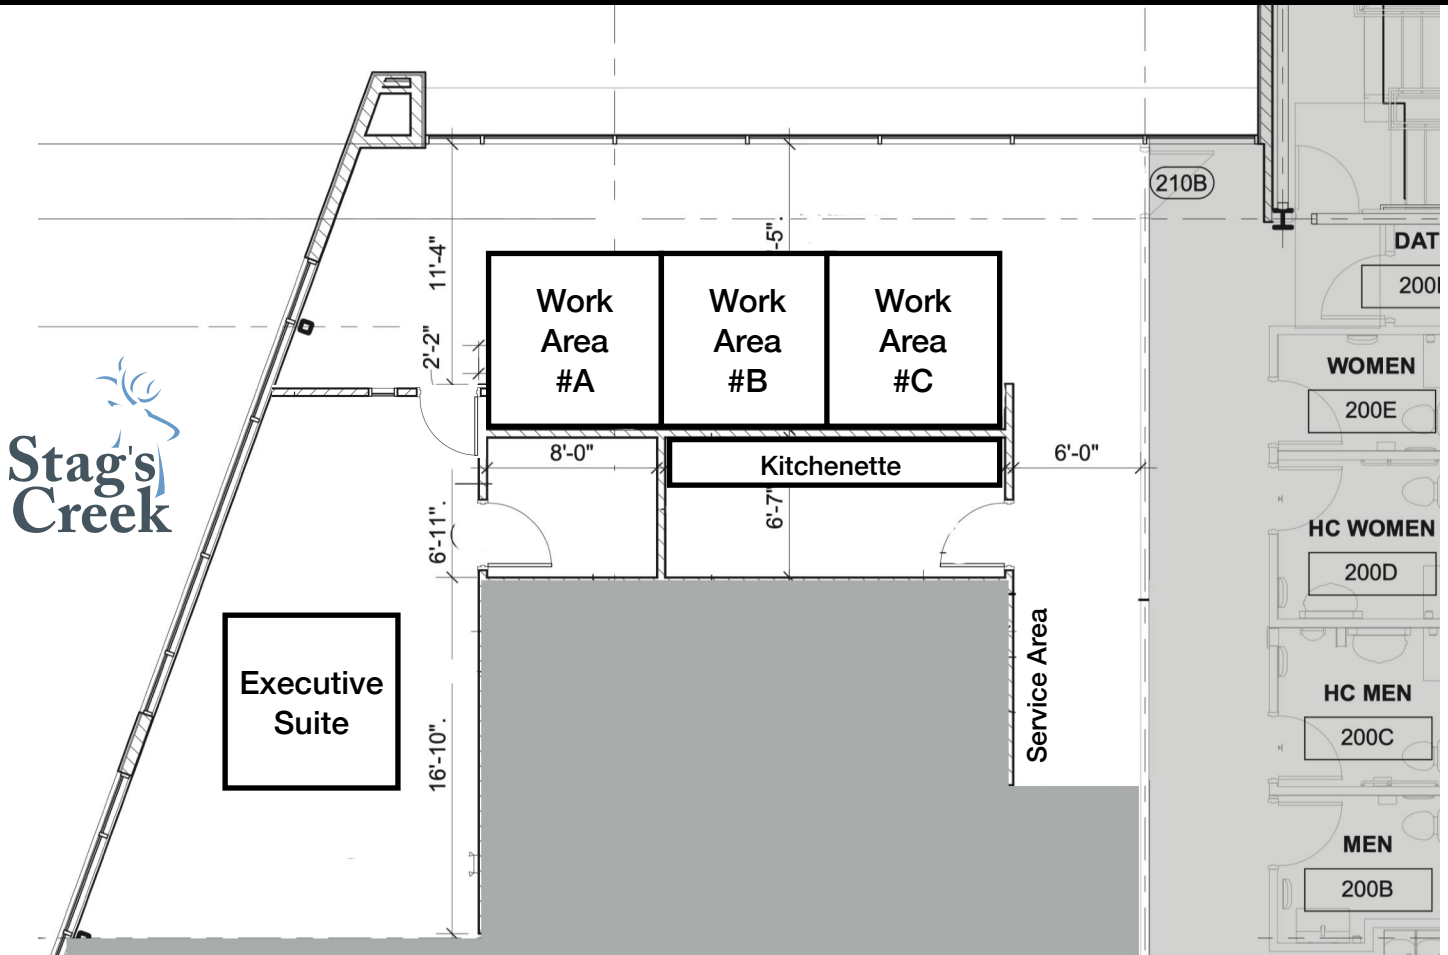 210B
-5".
11'-4"
2'-2"
Work
Area
#A
Work
Area
#B
Work
Area
#C
DAT
WOMEN
200E
Stag's
Creek
8'-0"
Kitchenette
6'-0"
6'-11".
6'-7"
HC WOMEN
200D
Executive
Suite
16'-10".
Service Area
HC MEN
200C
MEN
200B